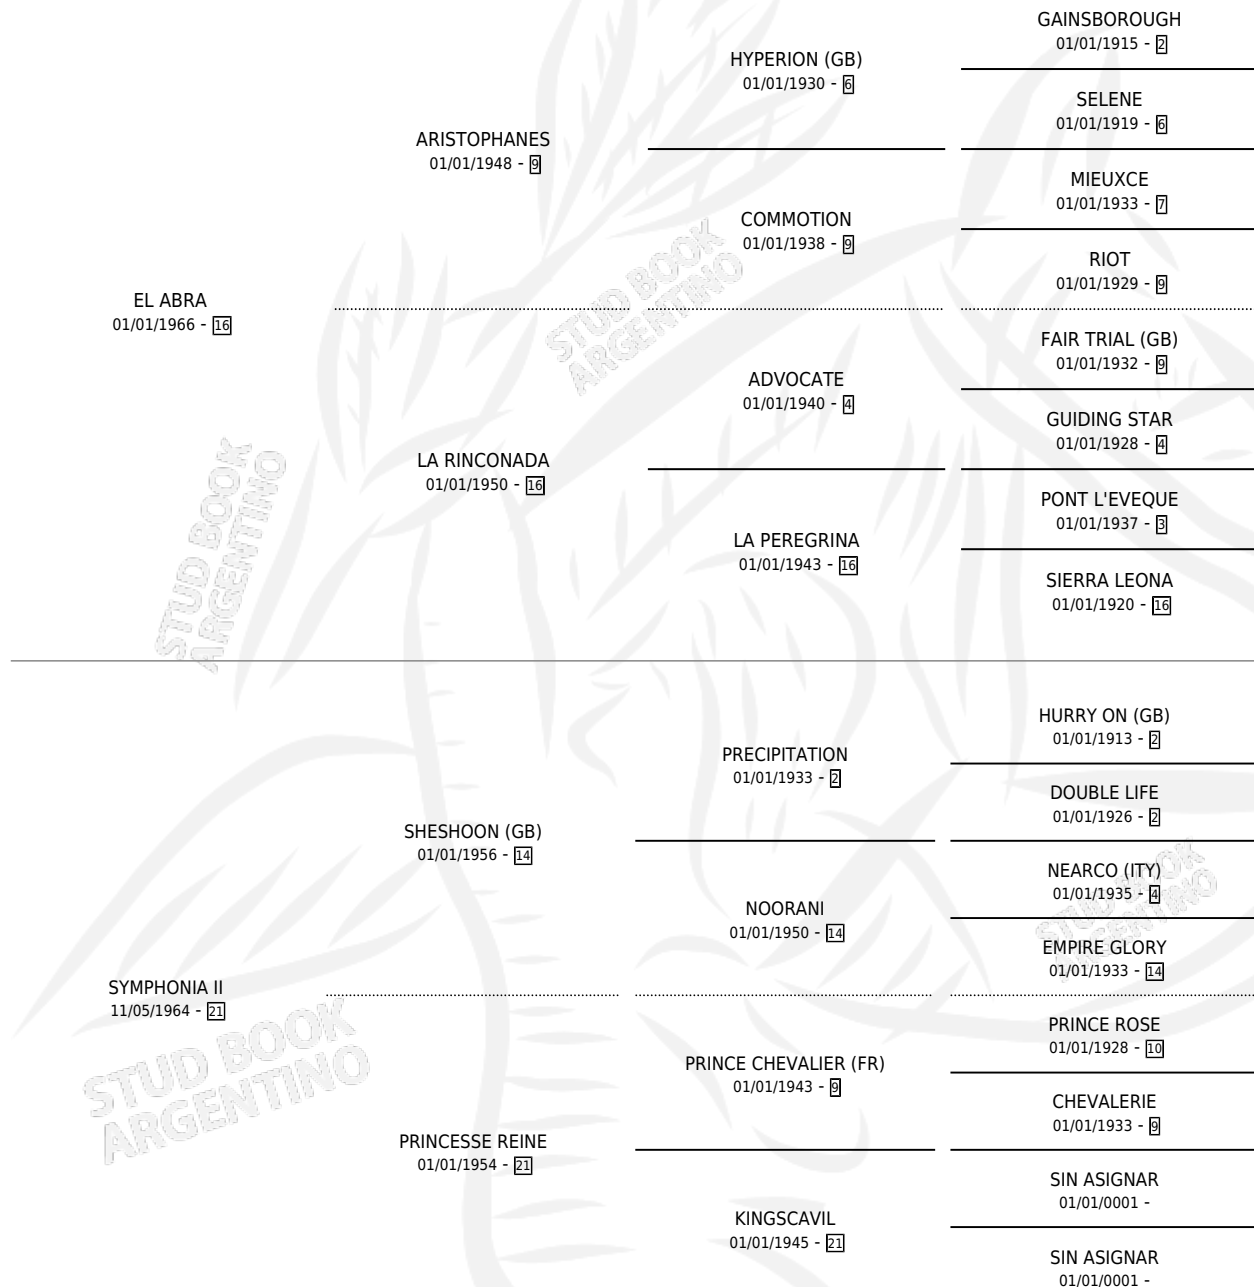 GAINSBOROUGH
01/01/1915 - 2
HYPERION (GB)
01/01/1930 - 6
SELENE
01/01/1919 - 6
ARISTOPHANES
01/01/1948 - 9
MIEUXCE
01/01/1933 - 7
COMMOTION
01/01/1938 - 9
RIOT
01/01/1929 - 9
EL ABRA
01/01/1966 - 16
STUD BOOK
ARGENTINO
FAIR TRIAL (GB)
01/01/1932 - 9
ADVOCATE
01/01/1940 - 4
GUIDING STAR
01/01/1928 - 4
LA RINCONADA
01/01/1950 - 16
PONT L'EVEQUE
01/01/1937 - 3
LA PEREGRINA
01/01/1943 - 16
SIERRA LEONA
01/01/1920 - 16
STUD BOOK
ARGENTINO
HURRY ON (GB)
01/01/1913 - 2
PRECIPITATION
01/01/1933 - 2
DOUBLE LIFE
01/01/1926 - 2
SHESHOON (GB)
01/01/1956 - 14
NEARCO (ITY)
01/01/1935 - 4
NOORANI
01/01/1950 - 14
EMPIRE GLORY
01/01/1933 - 14
STUD BOOK
ARGENTINO
SYMPHONIA II
11/05/1964 - 21
STUD BOOK
ARGENTINO
PRINCE ROSE
01/01/1928 - 10
PRINCE CHEVALIER (FR)
01/01/1943 - 9
CHEVALERIE
01/01/1933 - 9
PRINCESSE REINE
01/01/1954 - 21
SIN ASIGNAR
01/01/0001 -
KINGSCAVIL
01/01/1945 - 21
SIN ASIGNAR
01/01/0001 -